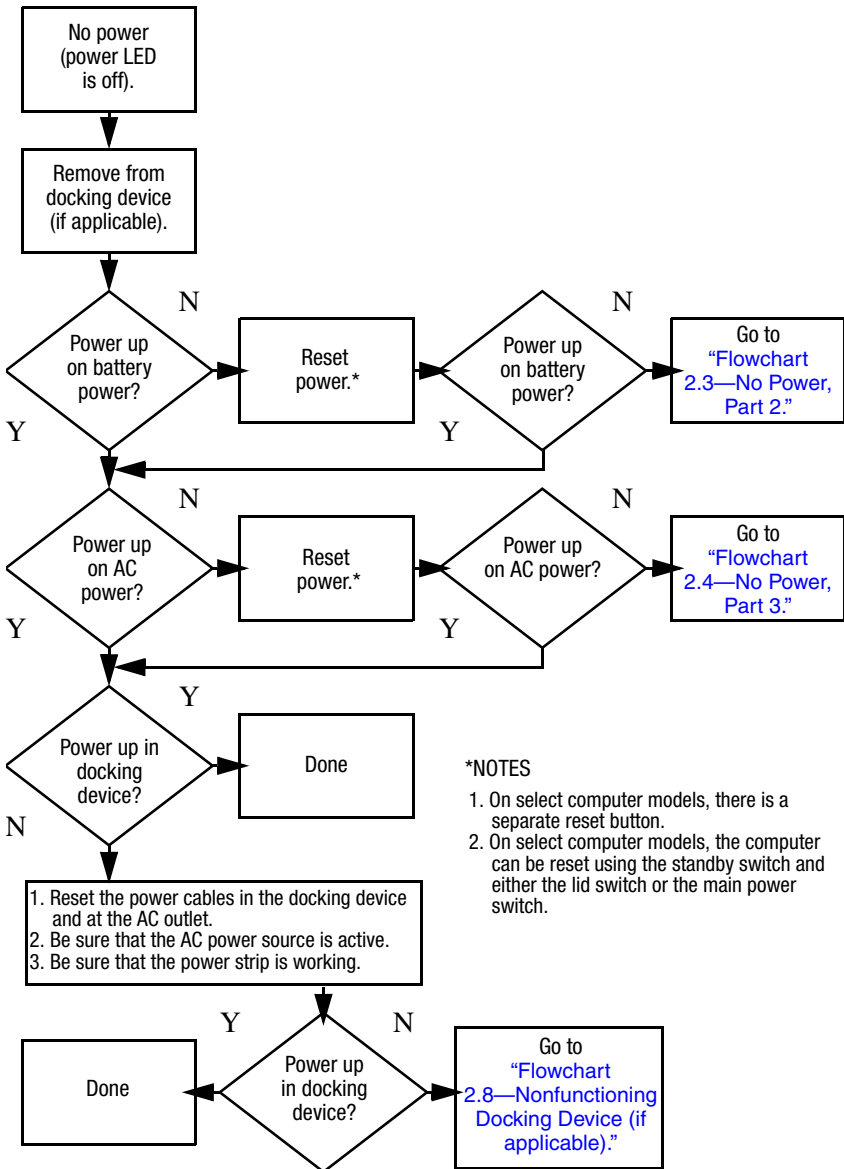 No power
(power LED
is off).
Remove from
docking device
(if applicable).
N
Power up
on battery
power?
Y
Reset
power.*
N
Power up
on battery
power?
Y
Go to
“Flowchart
2.3—No Power,
Part 2.”
N
Power up
on AC
power?
Y
Reset
power.*
N
Power up
on AC power?
Y
Go to
“Flowchart
2.4—No Power,
Part 3.”
Y
Power up in
docking
device?
N
Done
*NOTES
1. On select computer models, there is a
separate reset button.
2. On select computer models, the computer
can be reset using the standby switch and
either the lid switch or the main power
switch.
1. Reset the power cables in the docking device
and at the AC outlet.
2. Be sure that the AC power source is active.
3. Be sure that the power strip is working.
Y
N
Done
Power up
in docking
device?
Go to
“Flowchart
2.8—Nonfunctioning
Docking Device (if
applicable).”